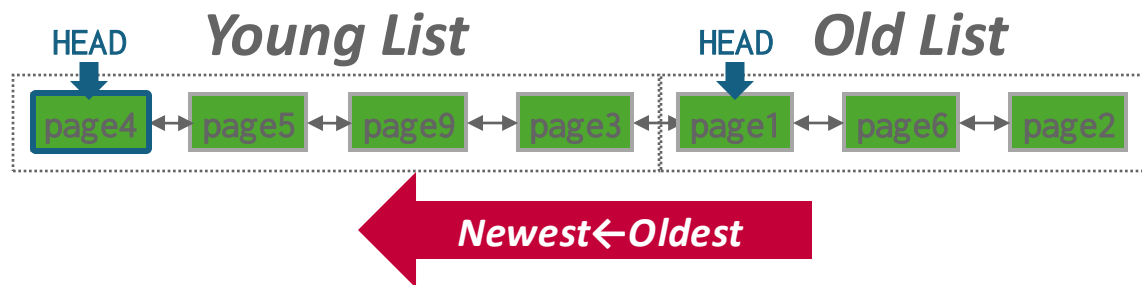 Young List
Old List
HEAD
HEAD
page4
page5
page9
page3
page1
page6
page2
Newest←Oldest